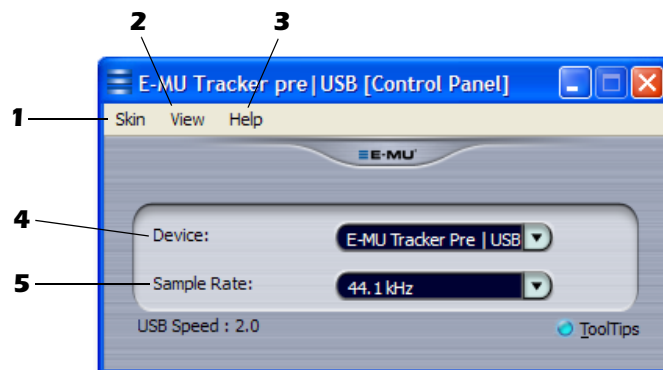 2 3
E-MU Tracker pre|USB [Control Panel]
1 Skin View Help
E-MU
4 Device: E-MU Tracker Pre | USB
5 Sample Rate: 44.1 kHz
USB Speed : 2.0 ToolTips